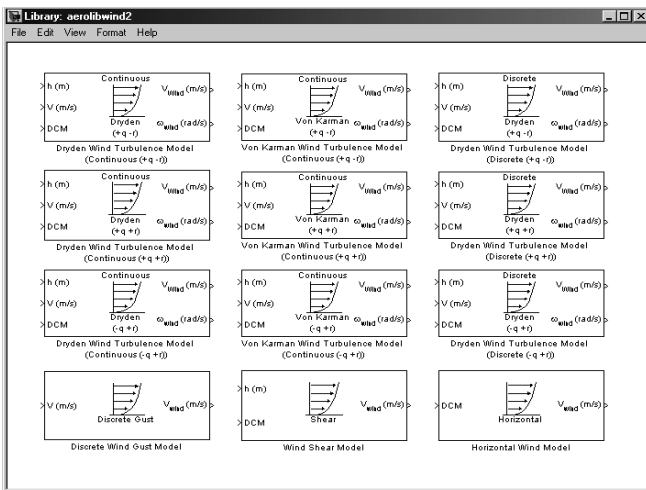 Library: aerolibwind2
File Edit View Format Help
Continuous
h (m)
V (m/s)
DCM
V Wind (m/s)
ω wind (rad/s)
Dryden
(+q -r)
Dryden Wind Turbulence Model
(Continuous (+q -r))
Continuous
h (m)
V (m/s)
DCM
V Wind (m/s)
ω wind (rad/s)
Von Karman
(+q -r)
Von Karman Wind Turbulence Model
(Continuous (+q -r))
Discrete
h (m)
V (m/s)
DCM
V Wind (m/s)
ω wind (rad/s)
Dryden
(+q -r)
Dryden Wind Turbulence Model
(Discrete (+q -r))
Continuous
h (m)
V (m/s)
DCM
V Wind (m/s)
ω wind (rad/s)
Dryden
(+q +r)
Dryden Wind Turbulence Model
(Continuous (+q +r))
Continuous
h (m)
V (m/s)
DCM
V Wind (m/s)
ω wind (rad/s)
Von Karman
(+q +r)
Von Karman Wind Turbulence Model
(Continuous (+q +r))
Discrete
h (m)
V (m/s)
DCM
V Wind (m/s)
ω wind (rad/s)
Dryden
(+q +r)
Dryden Wind Turbulence Model
(Discrete (+q +r))
Continuous
h (m)
V (m/s)
DCM
V Wind (m/s)
ω wind (rad/s)
Dryden
(-q +r)
Dryden Wind Turbulence Model
(Continuous (-q +r))
Continuous
h (m)
V (m/s)
DCM
V Wind (m/s)
ω wind (rad/s)
Von Karman
(-q +r)
Von Karman Wind Turbulence Model
(Continuous (-q +r))
Discrete
h (m)
V (m/s)
DCM
V Wind (m/s)
ω wind (rad/s)
Dryden
(-q +r)
Dryden Wind Turbulence Model
(Discrete (-q +r))
V (m/s)
V wind (m/s)
Discrete Gust
Discrete Wind Gust Model
h (m)
DCM
V wind (m/s)
Shear
Wind Shear Model
DCM
V wind (m/s)
Horizontal
Horizontal Wind Model